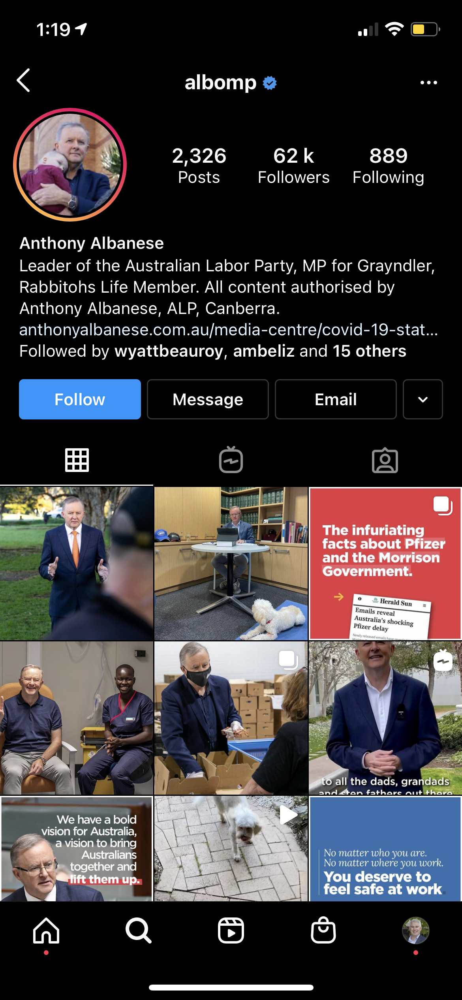 1:19
albomp
2,326
Posts
62 k
Followers
889
Following
Anthony Albanese
Leader of the Australian Labor Party, MP for Grayndler,
Rabbitohs Life Member. All content authorised by
Anthony Albanese, ALP, Canberra.
anthonyalbanese.com.au/media-centre/covid-19-stat...
Followed by wyattbeauroy, ambeliz and 15 others
Follow
Message
Email
The infuriating
facts about Pfizer
and the Morrison
Government.
Herald Sun
Emails reveal
Australia's shocking
Pfizer delay
Newly released emails have revealed
to all the dads, grandads
and step fathers out there
We have a bold
vision for Australia,
a vision to bring
Australians
together and
lift them up.
No matter who you are.
No matter where you work.
You deserve to
feel safe at work.